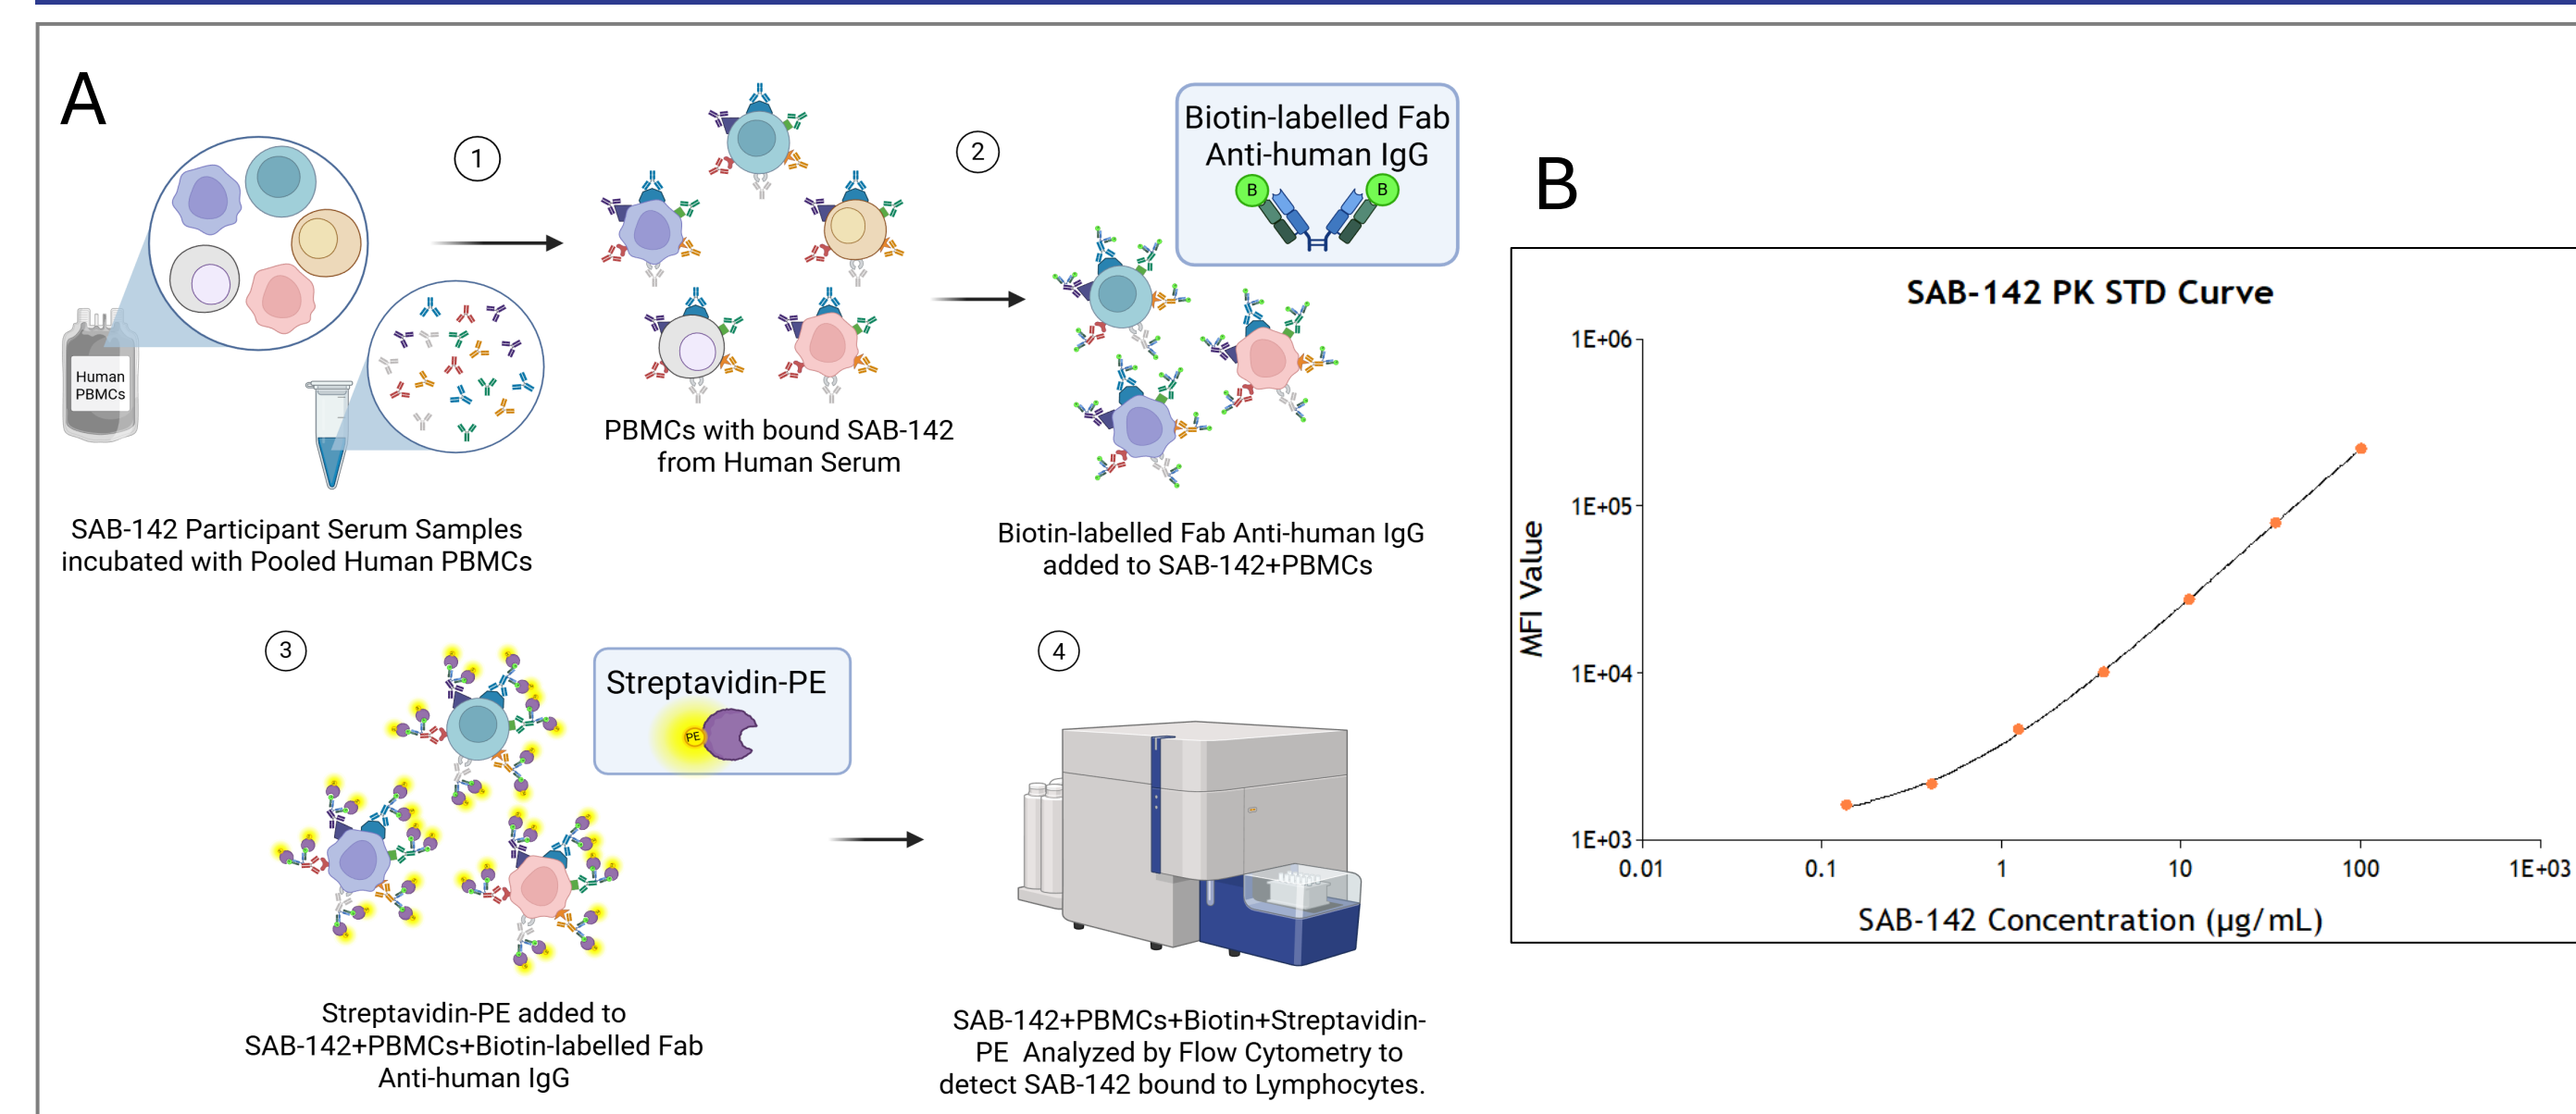 A
1
2
Biotin-labelled Fab
Anti-human IgG
B
B
Human
PBMCs
PBMCs with bound SAB-142
from Human Serum
SAB-142 Participant Serum Samples
incubated with Pooled Human PBMCs
Biotin-labelled Fab Anti-human IgG
added to SAB-142+PBMCs
3
Streptavidin-PE
PE
4
Streptavidin-PE added to
SAB-142+PBMCs+Biotin-labelled Fab
Anti-human IgG
SAB-142+PBMCs+Biotin+Streptavidin-
PE Analyzed by Flow Cytometry to
detect SAB-142 bound to Lymphocytes.
B
SAB-142 PK STD Curve
1E+06
1E+05
1E+04
1E+03
MFI Value
0.01
0.1
1
10
100
1E+03
SAB-142 Concentration (µg/mL)